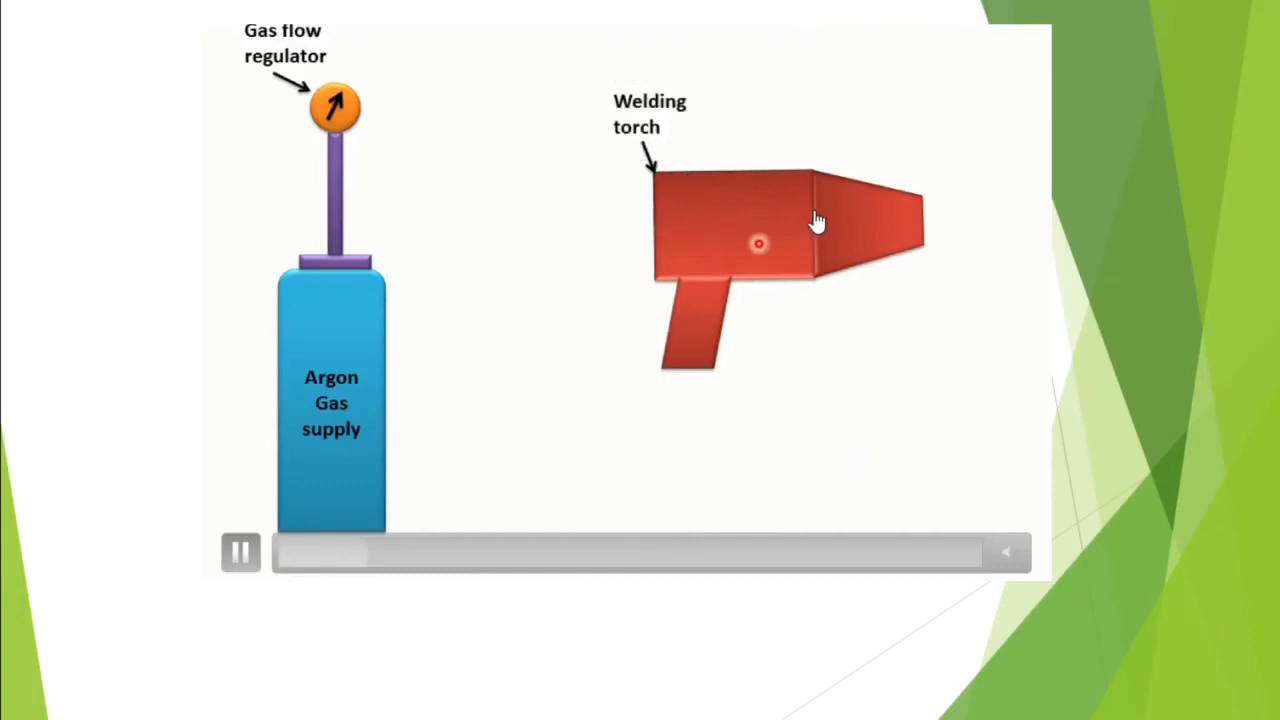 Gas flow
regulator
Welding
torch
Argon
Gas
supply